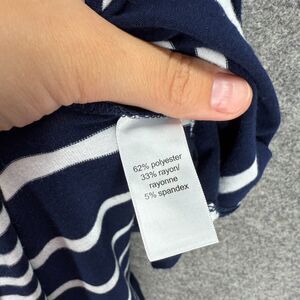 62% polyester
33% rayon/
rayonne
5% spandex